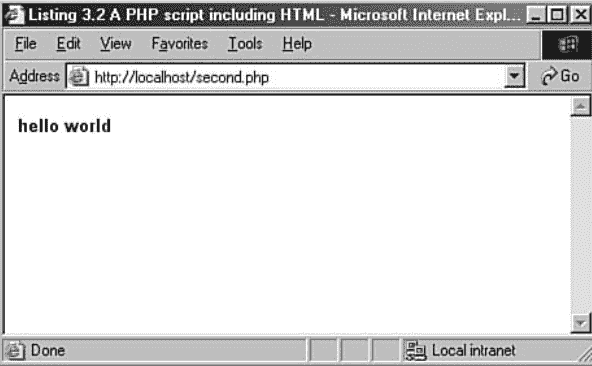 Listing 3.2 A PHP script including HTML - Microsoft Internet Expl...
File Edit View Favorites Tools Help
Address http://localhost/second.php Go
hello world
Done Local intranet